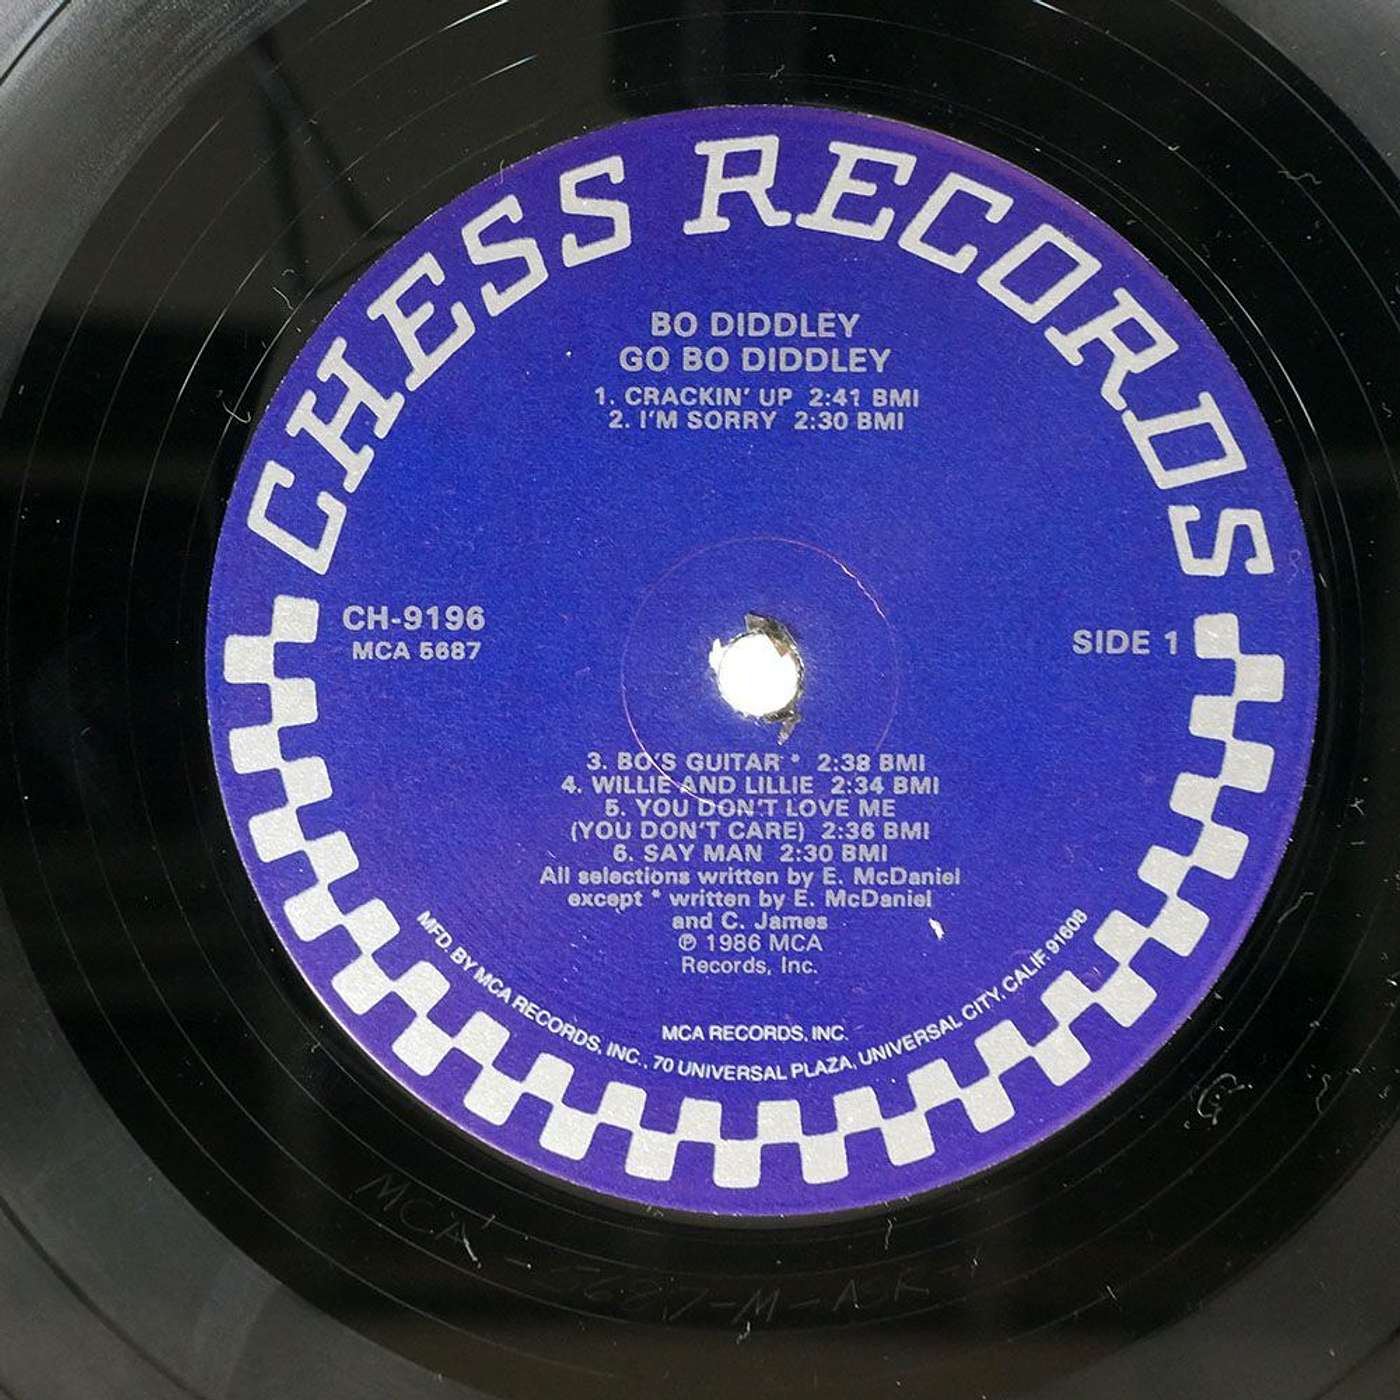 CHESS RECORDS
BO DIDDLEY
GO BO DIDDLEY
1. CRACKIN' UP 2:41 BMI
2. I'M SORRY 2:30 BMI
CH-9196
MCA 5687
SIDE 1
3. BO'S GUITAR * 2:38 BMI
4. WILLIE AND LILLIE 2:34 BMI
5. YOU DON'T LOVE ME
(YOU DON'T CARE) 2:36 BMI
6. SAY MAN 2:30 BMI
All selections written by E. McDaniel
except * written by E. McDaniel
and C. James
℗ 1986 MCA
Records, Inc.
MCA RECORDS, INC.
MFD. BY MCA RECORDS, INC., 70 UNIVERSAL PLAZA, UNIVERSAL CITY, CALIF. 91608
MCA